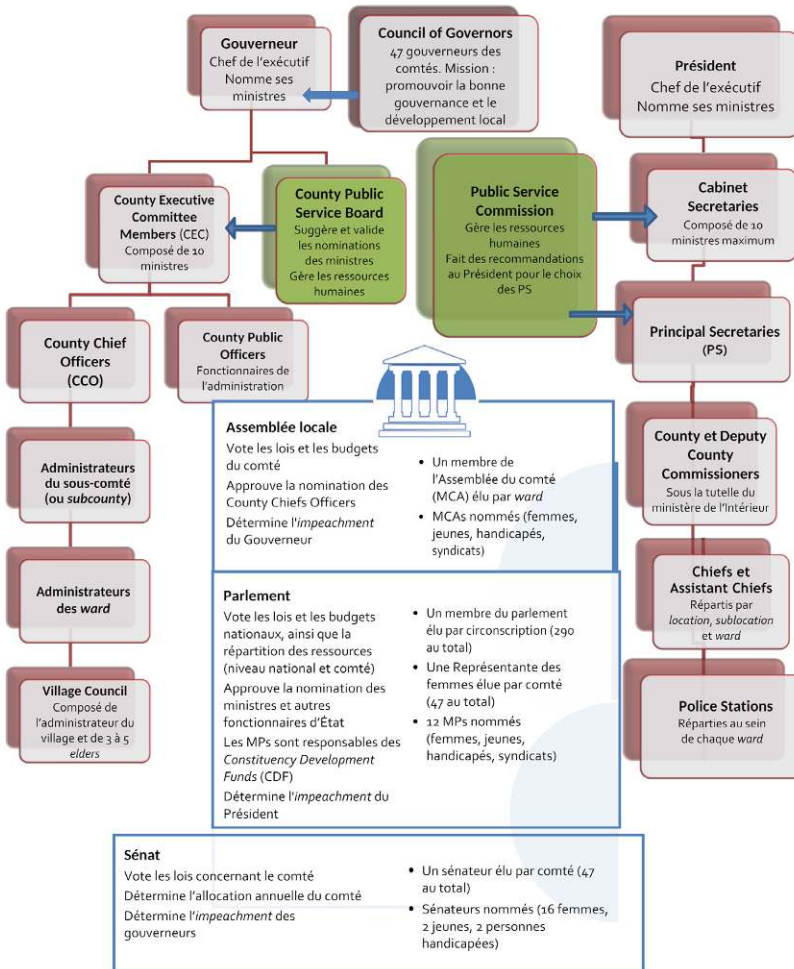 Gouverneur
Chef de l'exécutif
Nomme ses
ministres
Council of Governors
47 gouverneurs des
comtés. Mission :
promouvoir la bonne
gouvernance et le
développement local
Président
Chef de l'exécutif
Nomme ses ministres
County Executive
Committee
Members (CEC)
Composé de 10
ministres
County Public
Service Board
Suggère et valide
les nominations
des ministres
Gère les ressources
humaines
Public Service
Commission
Gère les ressources
humaines
Fait des recommandations
au Président pour le choix
des PS
Cabinet
Secretaries
Composé de 10
ministres maximum
County Chief
Officers
(CCO)
County Public
Officers
Fonctionnaires de
l'administration
Principal Secretaries
(PS)
Administrateurs
du sous-comté
(ou subcounty)
Administrateurs
des ward
Village Council
Composé de
l'administrateur du
village et de 3 à 5
elders
County et Deputy
County
Commissioners
Sous la tutelle du
ministère de l'Intérieur
Chiefs et
Assistant Chiefs
Répartis par
location, sublocation
et ward
Police Stations
Réparties au sein
de chaque ward
Assemblée locale
Vote les lois et les budgets
du comté
Approuve la nomination des
County Chiefs Officers
Détermine l'impeachment
du Gouverneur
• Un membre de
l'Assemblée du comté
(MCA) élu par ward
• MCAs nommés (femmes,
jeunes, handicapés,
syndicats)
Parlement
Vote les lois et les budgets
nationaux, ainsi que la
répartition des ressources
(niveau national et comté)
Approuve la nomination des
ministres et autres
fonctionnaires d'État
Les MPs sont responsables des
Constituency Development
Funds (CDF)
Détermine l'impeachment du
Président
• Un membre du parlement
élu par circonscription (290
au total)
• Une Représentante des
femmes élue par comté
(47 au total)
• 12 MPs nommés
(femmes, jeunes,
handicapés, syndicats)
Sénat
Vote les lois concernant le comté
Détermine l'allocation annuelle du comté
Détermine l'impeachment des
gouverneurs
• Un sénateur élu par comté (47
au total)
• Sénateurs nommés (16 femmes,
2 jeunes, 2 personnes
handicapées)